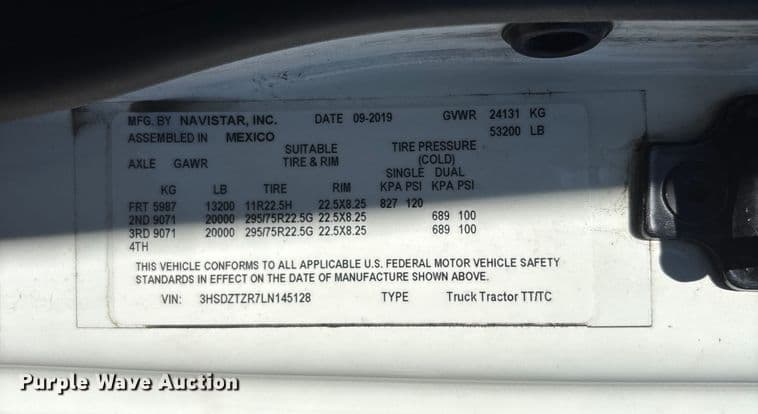 MFG. BY NAVISTAR, INC. DATE 09-2019 GVWR 24131 KG
ASSEMBLED IN MEXICO 53200 LB
SUITABLE TIRE PRESSURE
AXLE GAWR TIRE & RIM (COLD)
SINGLE DUAL
KG LB TIRE RIM KPA PSI KPA PSI
FRT 5987 13200 11R22.5H 22.5X8.25 827 120
2ND 9071 20000 295/75R22.5G 22.5X8.25 689 100
3RD 9071 20000 295/75R22.5G 22.5X8.25 689 100
4TH
THIS VEHICLE CONFORMS TO ALL APPLICABLE U.S. FEDERAL MOTOR VEHICLE SAFETY
STANDARDS IN EFFECT ON THE DATE OF MANUFACTURE SHOWN ABOVE.
VIN: 3HSDZTZR7LN145128 TYPE Truck Tractor TT/TC
Purple Wave Auction